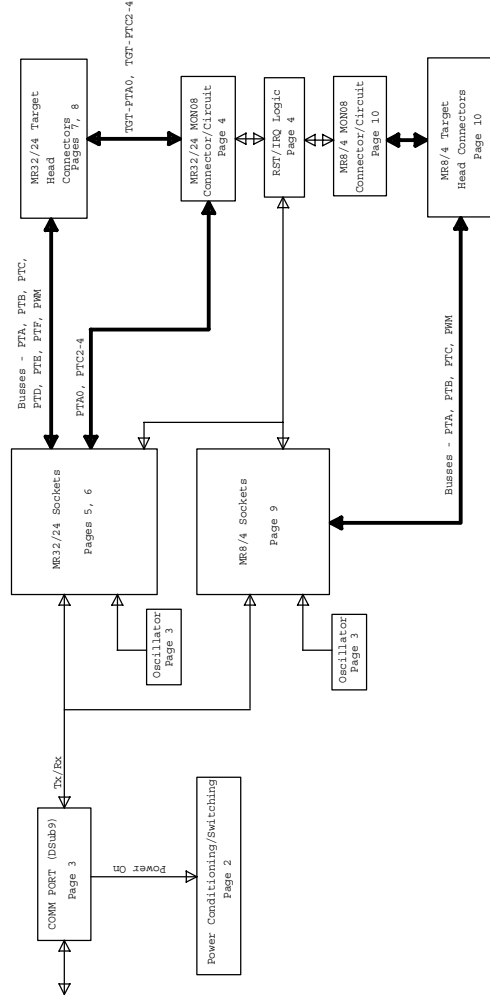 COMM PORT (DSub9)
Page 3
Tx/Rx
Power On
Power Conditioning/Switching
Page 2
MR32/24 Sockets
Pages 5, 6
Oscillator
Page 3
MR8/4 Sockets
Page 9
Oscillator
Page 3
Busses - PTA, PTB, PTC,
PTD, PTE, PTF, PWM
PTA0, PTC2-4
Busses - PTA, PTB, PTC, PWM
MR32/24 Target
Head
Connectors
Pages 7, 8
TGT-PTA0, TGT-PTC2-4
MR32/24 MON08
Connector/Circuit
Page 4
RST/IRQ Logic
Page 4
MR8/4 MON08
Connector/Circuit
Page 10
MR8/4 Target
Head Connectors
Page 10